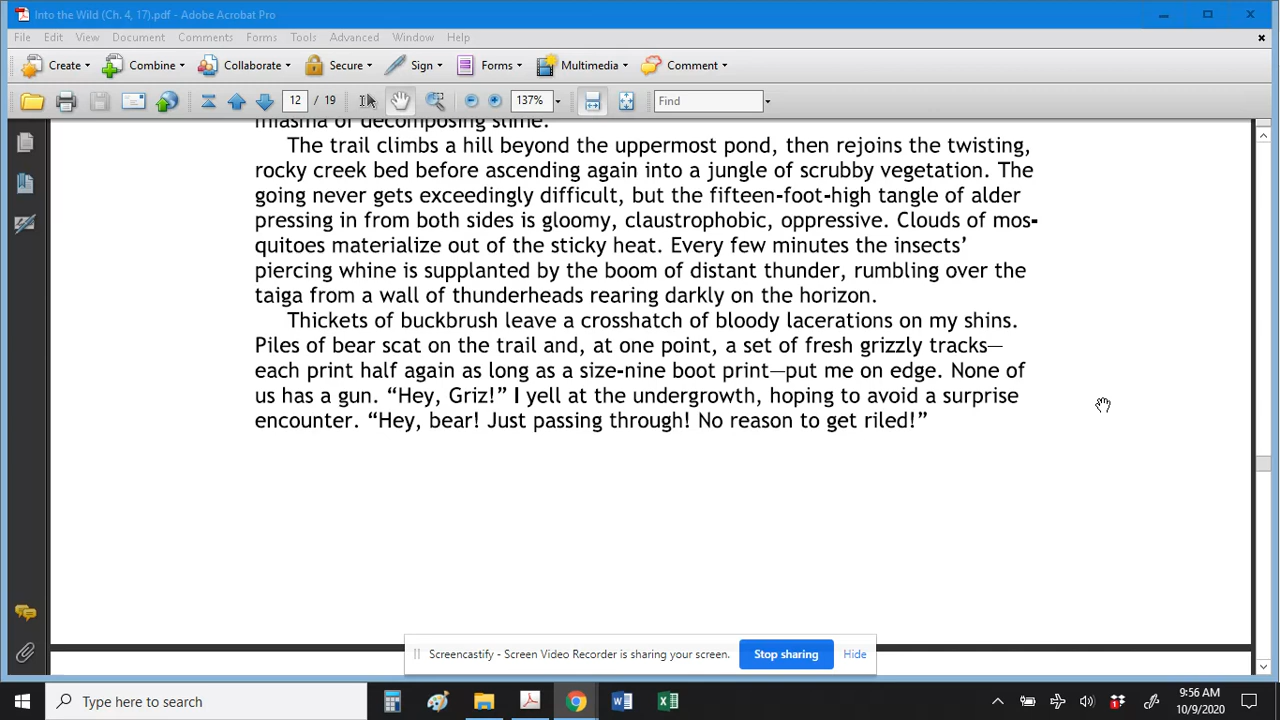 Into the Wild (Ch. 4, 17).pdf - Adobe Acrobat Pro
File Edit View Document Comments Forms Tools Advanced Window Help
Create Combine Collaborate Secure Sign Forms Multimedia Comment
12 / 19 137% Find
miasma of decomposing slime.
The trail climbs a hill beyond the uppermost pond, then rejoins the twisting,
rocky creek bed before ascending again into a jungle of scrubby vegetation. The
going never gets exceedingly difficult, but the fifteen-foot-high tangle of alder
pressing in from both sides is gloomy, claustrophobic, oppressive. Clouds of mos-
quitoes materialize out of the sticky heat. Every few minutes the insects’
piercing whine is supplanted by the boom of distant thunder, rumbling over the
taiga from a wall of thunderheads rearing darkly on the horizon.
Thickets of buckbrush leave a crosshatch of bloody lacerations on my shins.
Piles of bear scat on the trail and, at one point, a set of fresh grizzly tracks—
each print half again as long as a size-nine boot print—put me on edge. None of
us has a gun. “Hey, Griz!” I yell at the undergrowth, hoping to avoid a surprise
encounter. “Hey, bear! Just passing through! No reason to get riled!”
Screencastify - Screen Video Recorder is sharing your screen. Stop sharing Hide
Type here to search
9:56 AM
10/9/2020